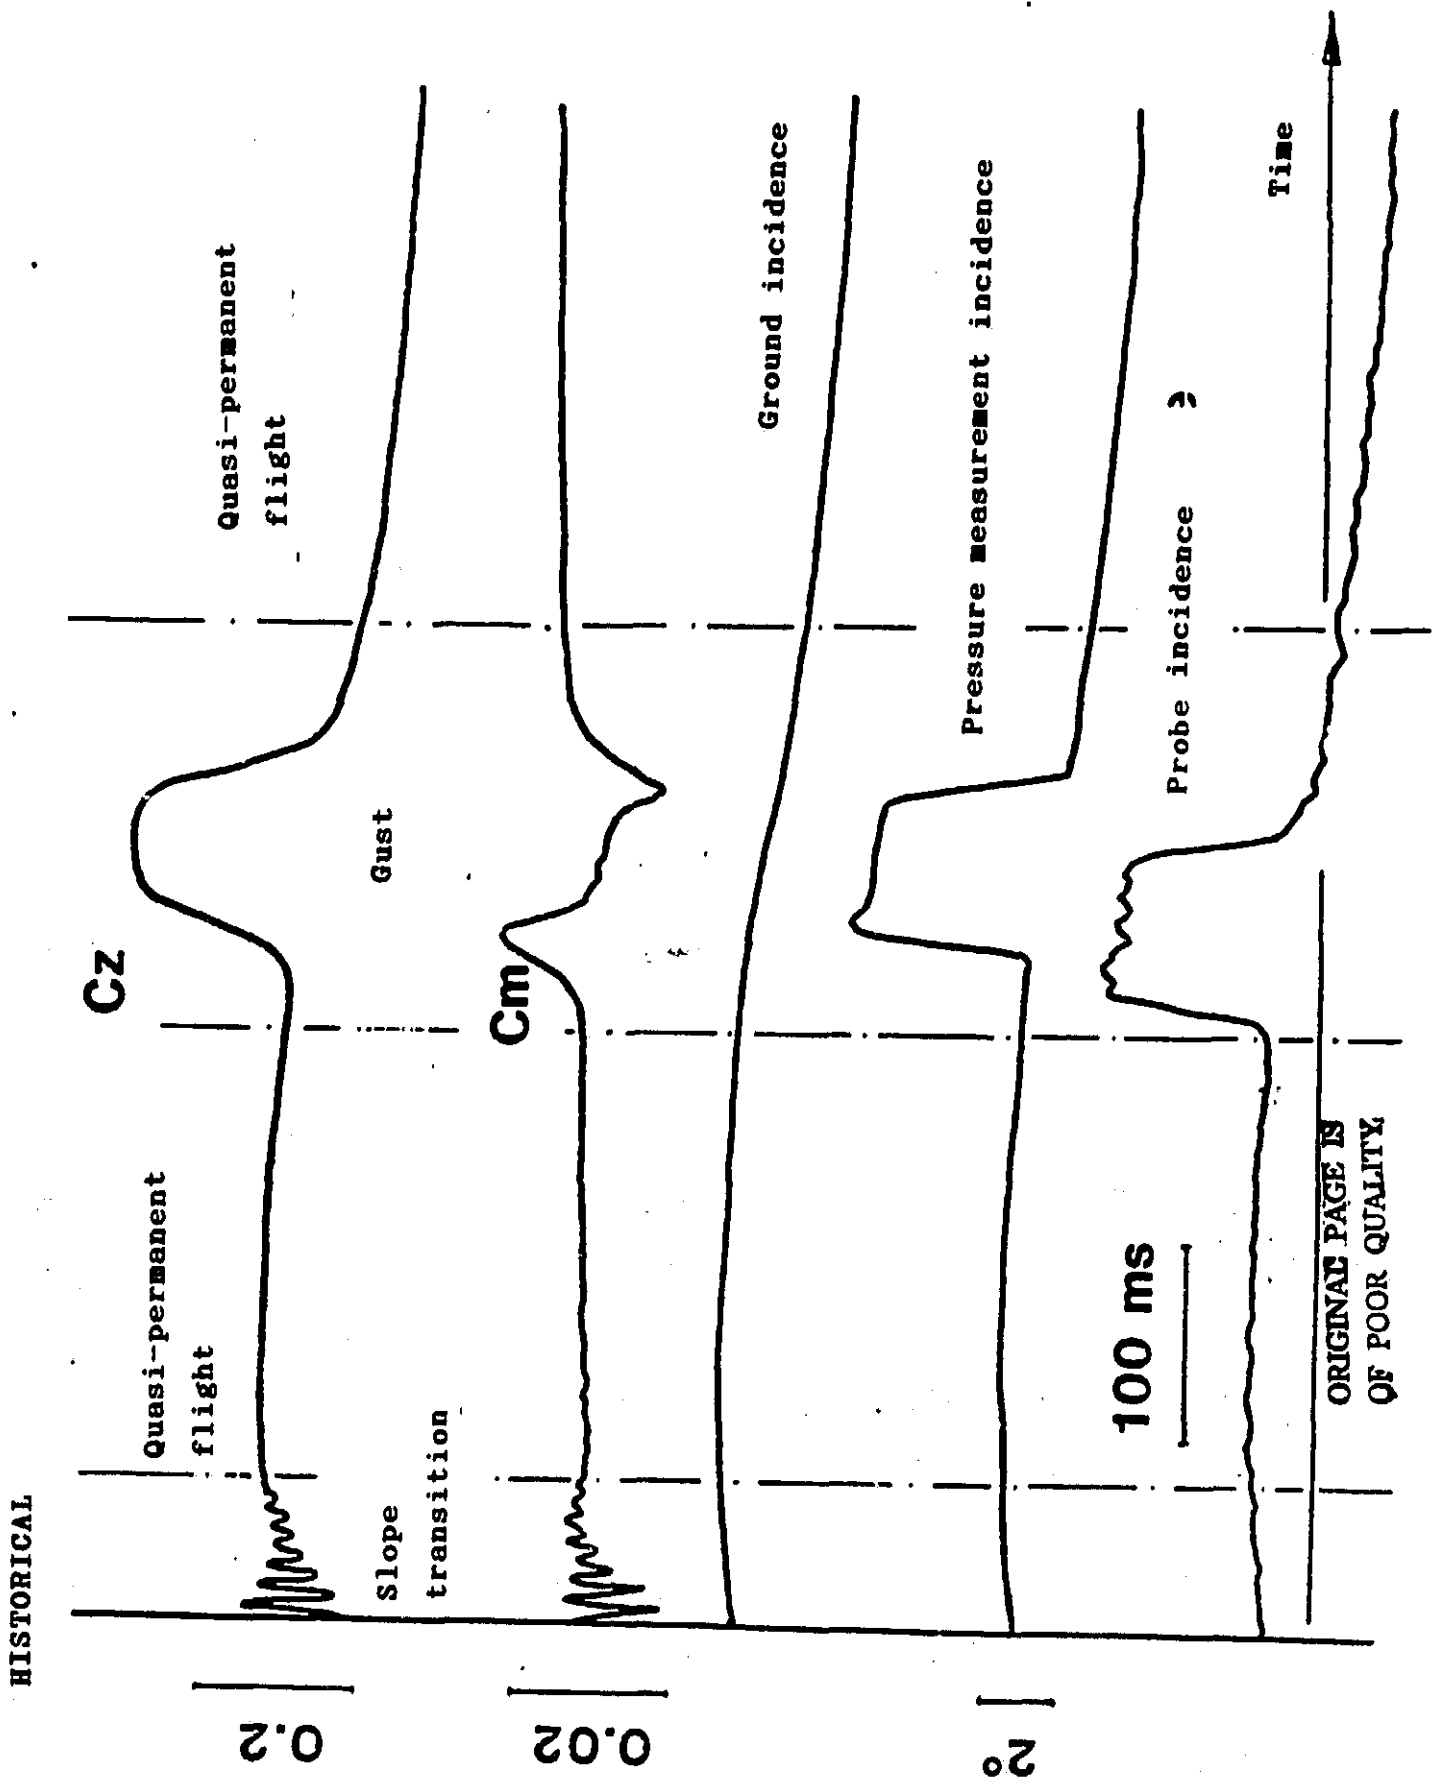 HISTORICAL
Quasi-permanent
flight
Cz
Quasi-permanent
flight
Slope
transition
Gust
Cm
Ground incidence
Pressure measurement incidence
Probe incidence
Time
100 ms
0.2
0.02
2°
ORIGINAL PAGE IS
OF POOR QUALITY